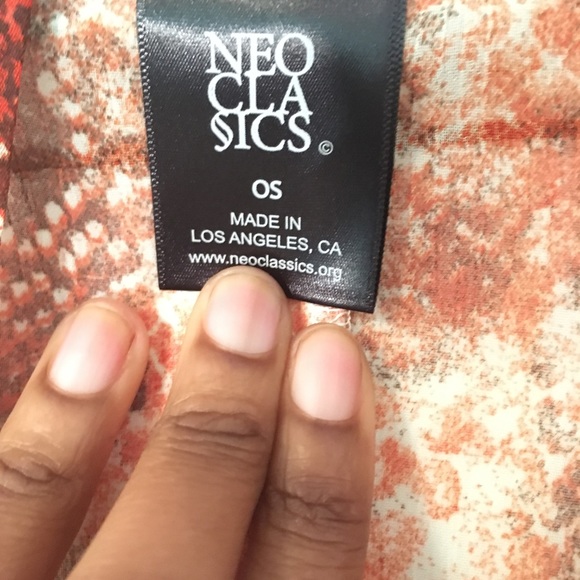 NEO
CLA
SSICS ©
OS
MADE IN
LOS ANGELES, CA
www.neoclassics.org